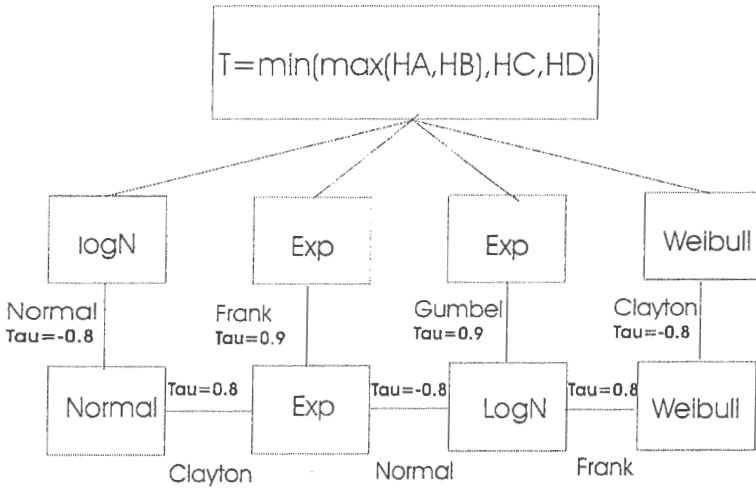 T=min(max(HA,HB),HC,HD)
logN
Exp
Exp
Weibull
Normal
Tau=-0.8
Frank
Tau=0.9
Gumbel
Tau=0.9
Clayton
Tau=-0.8
Normal
Tau=0.8
Exp
Tau=-0.8
LogN
Tau=0.8
Weibull
Clayton
Normal
Frank